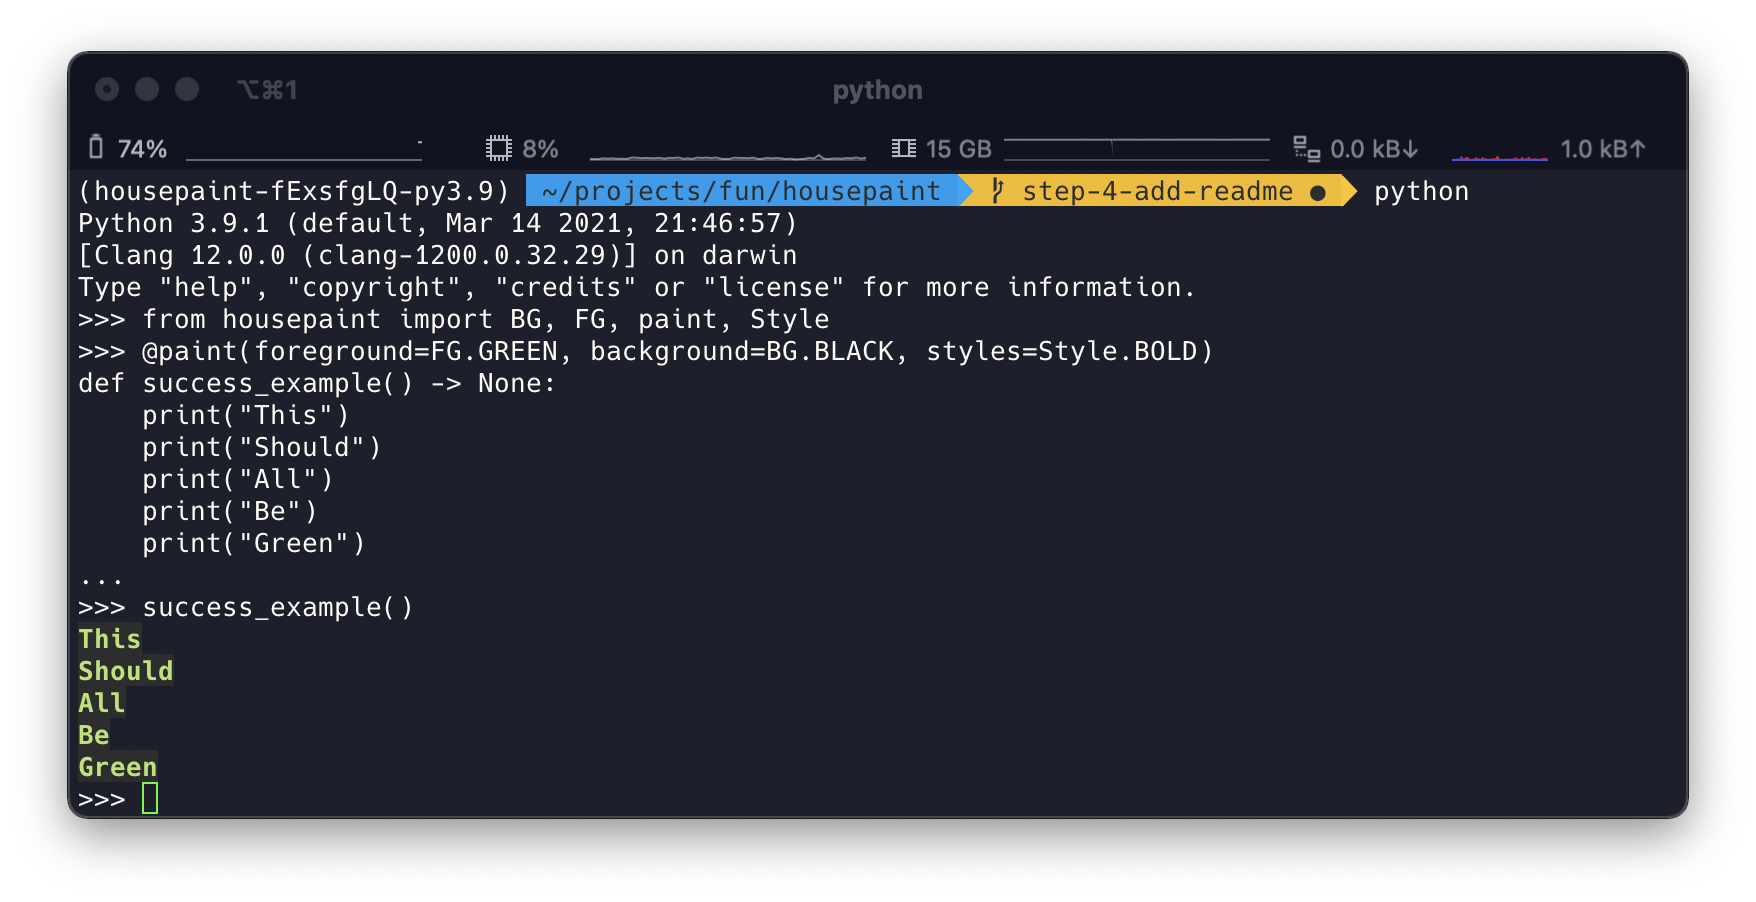 ⌥⌘1 python
74% 8% 15 GB 0.0 kB↓ 1.0 kB↑
(housepaint-fExsfgLQ-py3.9) ~/projects/fun/housepaint step-4-add-readme ● python
Python 3.9.1 (default, Mar 14 2021, 21:46:57)
[Clang 12.0.0 (clang-1200.0.32.29)] on darwin
Type "help", "copyright", "credits" or "license" for more information.
>>> from housepaint import BG, FG, paint, Style
>>> @paint(foreground=FG.GREEN, background=BG.BLACK, styles=Style.BOLD)
def success_example() -> None:
    print("This")
    print("Should")
    print("All")
    print("Be")
    print("Green")
...
>>> success_example()
This
Should
All
Be
Green
>>>